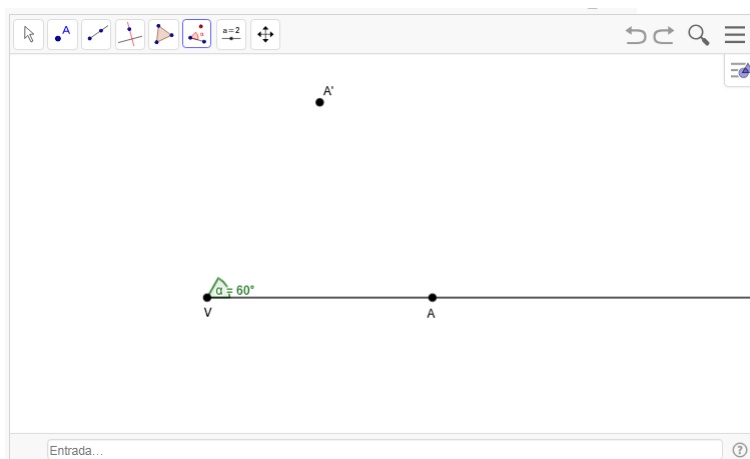 A
α
a=2
A'
α = 60°
V
A
Entrada...
?